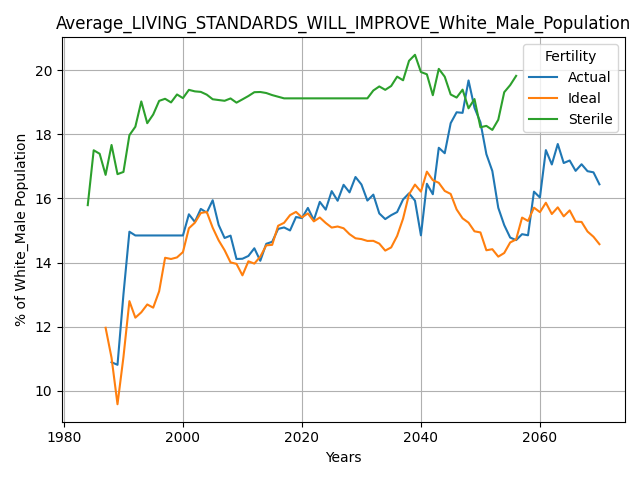 Average_LIVING_STANDARDS_WILL_IMPROVE_White_Male_Population
Fertility
Actual
Ideal
Sterile
% of White_Male Population
20
18
16
14
12
10
1980 2000 2020 2040 2060
Years